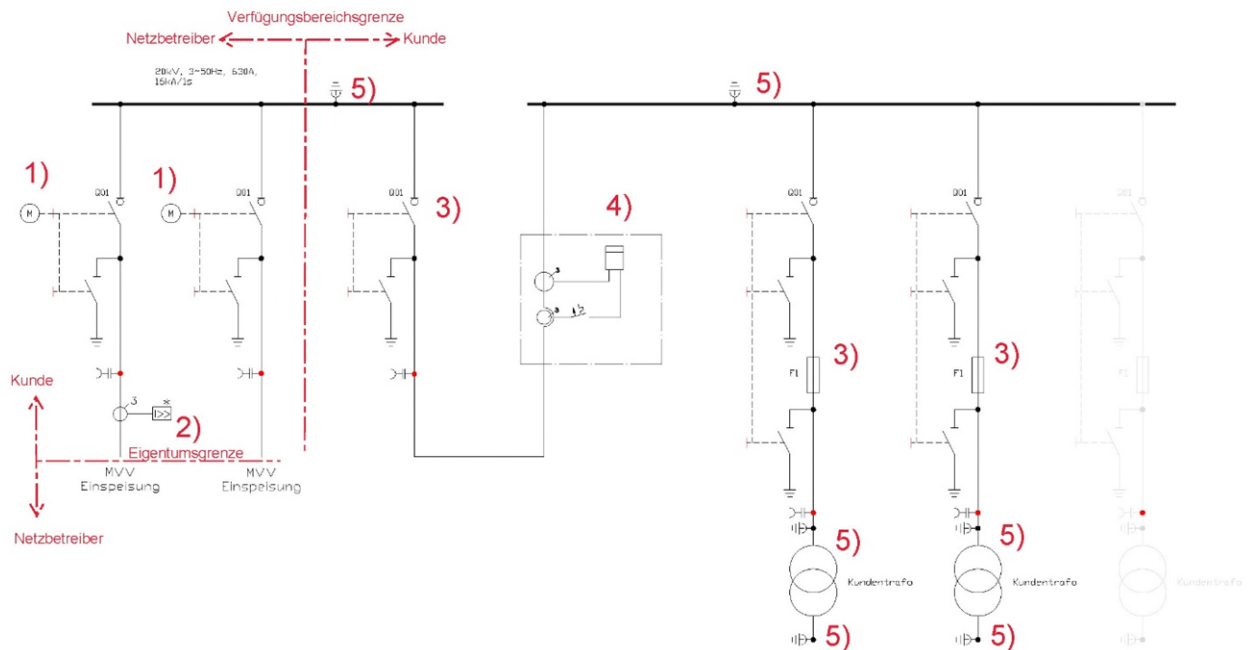 Verfügungsbereichsgrenze
Netzbetreiber
Kunde
20kV, 3~50Hz, 630A,
16kA/1s
5)
5)
1)
Q01
M
1)
Q01
M
Q01
3)
4)
3
Q01
Q01
Q01
F1
3)
F1
3)
F1
Kunde
3
*
I>>
2)
Eigentumsgrenze
MVV
Einspeisung
MVV
Einspeisung
Netzbetreiber
5)
Kundentrafo
5)
Kundentrafo
Kundentrafo
5)
5)